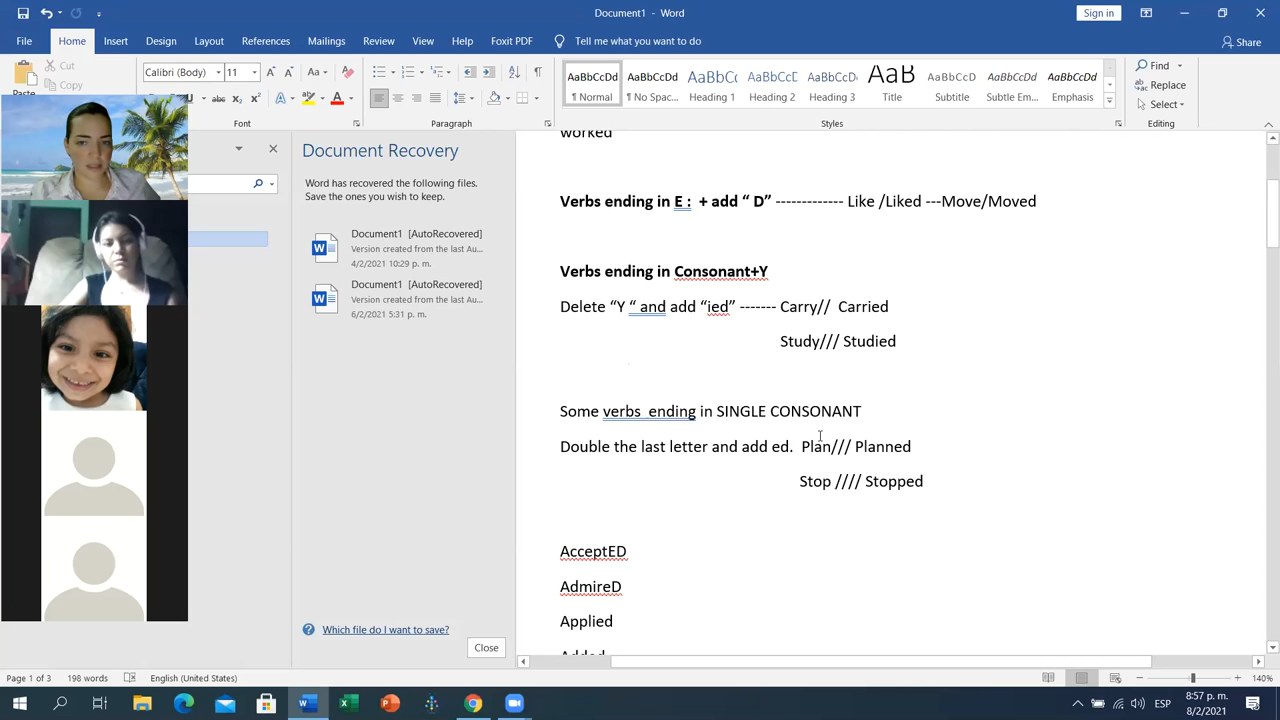 Document1 - Word
Sign in
File Home Insert Design Layout References Mailings Review View Help Foxit PDF Tell me what you want to do Share
Cut
Copy
Paste
Calibri (Body) 11
Font
Paragraph
AaBbCcDd AaBbCcDd AaBbCc AaBbCcD AaBbCcD AaB AaBbCcD AaBbCcDd AaBbCcDd
¶ Normal ¶ No Spac... Heading 1 Heading 2 Heading 3 Title Subtitle Subtle Em... Emphasis
Styles
Find
Replace
Select
Editing
Document Recovery
Word has recovered the following files.
Save the ones you wish to keep.
Document1 [AutoRecovered]
Version created from the last Au...
4/2/2021 10:29 p. m.
Document1 [AutoRecovered]
Version created from the last Au...
6/2/2021 5:31 p. m.
Which file do I want to save?
Close
worked
Verbs ending in E : + add “ D” ------------- Like /Liked ---Move/Moved
Verbs ending in Consonant+Y
Delete “Y “ and add “ied” ------- Carry// Carried
Study/// Studied
Some verbs ending in SINGLE CONSONANT
Double the last letter and add ed. Plan/// Planned
Stop //// Stopped
AcceptED
AdmireD
Applied
Added
Page 1 of 3 198 words English (United States) 140%
ESP
8:57 p. m.
8/2/2021